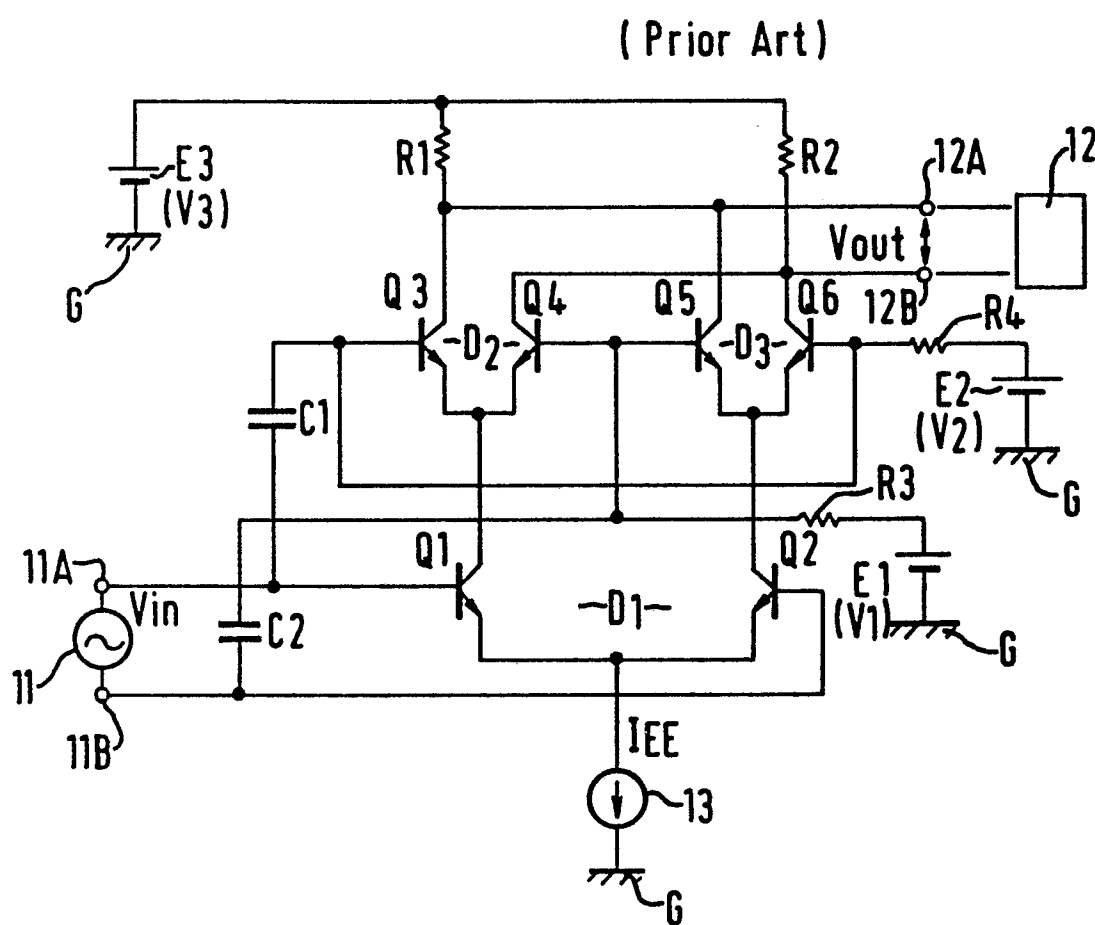 (Prior Art)
E3
(V3)
G
R1
R2
12A
12
Vout
12B
Q3
Q4
Q5
Q6
R4
D2
D3
E2
(V2)
G
C1
R3
Q1
Q2
11A
Vin
D1
E1
(V1)
G
C2
11
11B
IEE
13
G